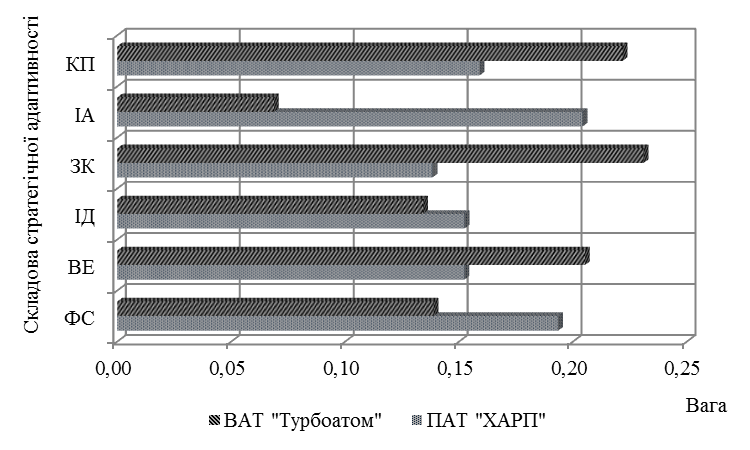 Складова стратегічної адаптивності
КП
ІА
ЗК
ІД
ВЕ
ФС
0,00 0,05 0,10 0,15 0,20 0,25
Вага
ВАТ "Турбоатом" ПАТ "ХАРП"